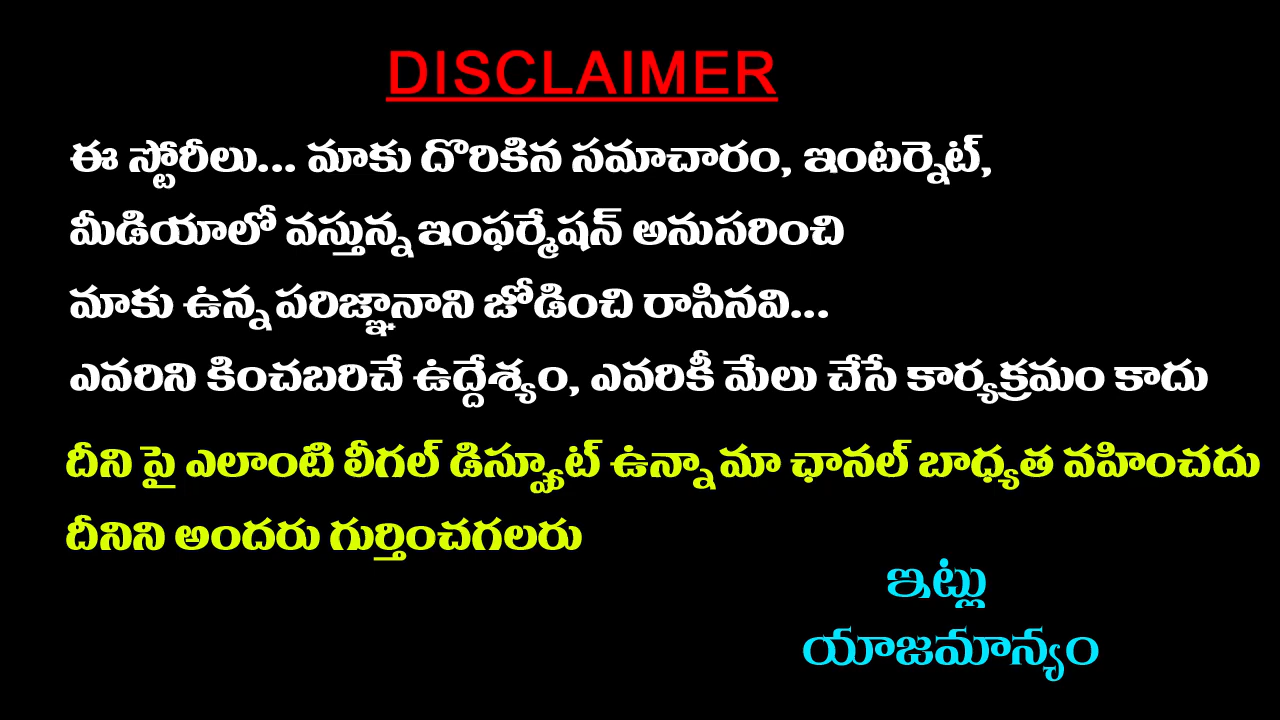 DISCLAIMER
ఈ స్టోరీలు... మాకు దొరికిన సమాచారం, ఇంటర్నెట్,
మీడియాలో వస్తున్న ఇంఫర్మేషన్ అనుసరించి
మాకు ఉన్న పరిజ్ఞానాని జోడించి రాసినవి...
ఎవరిని కించబరిచే ఉద్దేశ్యం, ఎవరికీ మేలు చేసే కార్యక్రమం కాదు
దీని పై ఎలాంటి లీగల్ డిస్ప్యూట్ ఉన్నా మా ఛానల్ బాధ్యత వహించదు
దీనిని అందరు గుర్తించగలరు
ఇట్లు
యాజమాన్యం